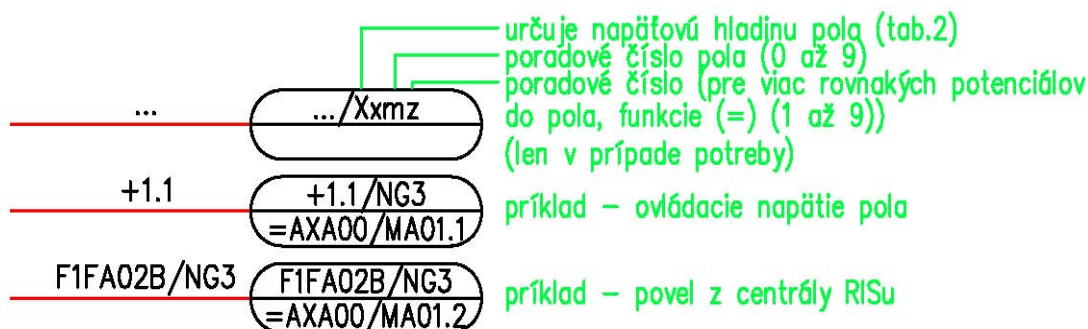 určuje napäťovú hladinu pola (tab.2)
poradové číslo pola (0 až 9)
poradové číslo (pre viac rovnakých potenciálov
... .../Xxmz do pola, funkcie (=) (1 až 9))
(len v prípade potreby)
+1.1 +1.1/NG3
=AXA00/MA01.1 príklad – ovládacie napätie pola
F1FA02B/NG3 F1FA02B/NG3
=AXA00/MA01.2 príklad – povel z centrály RISu